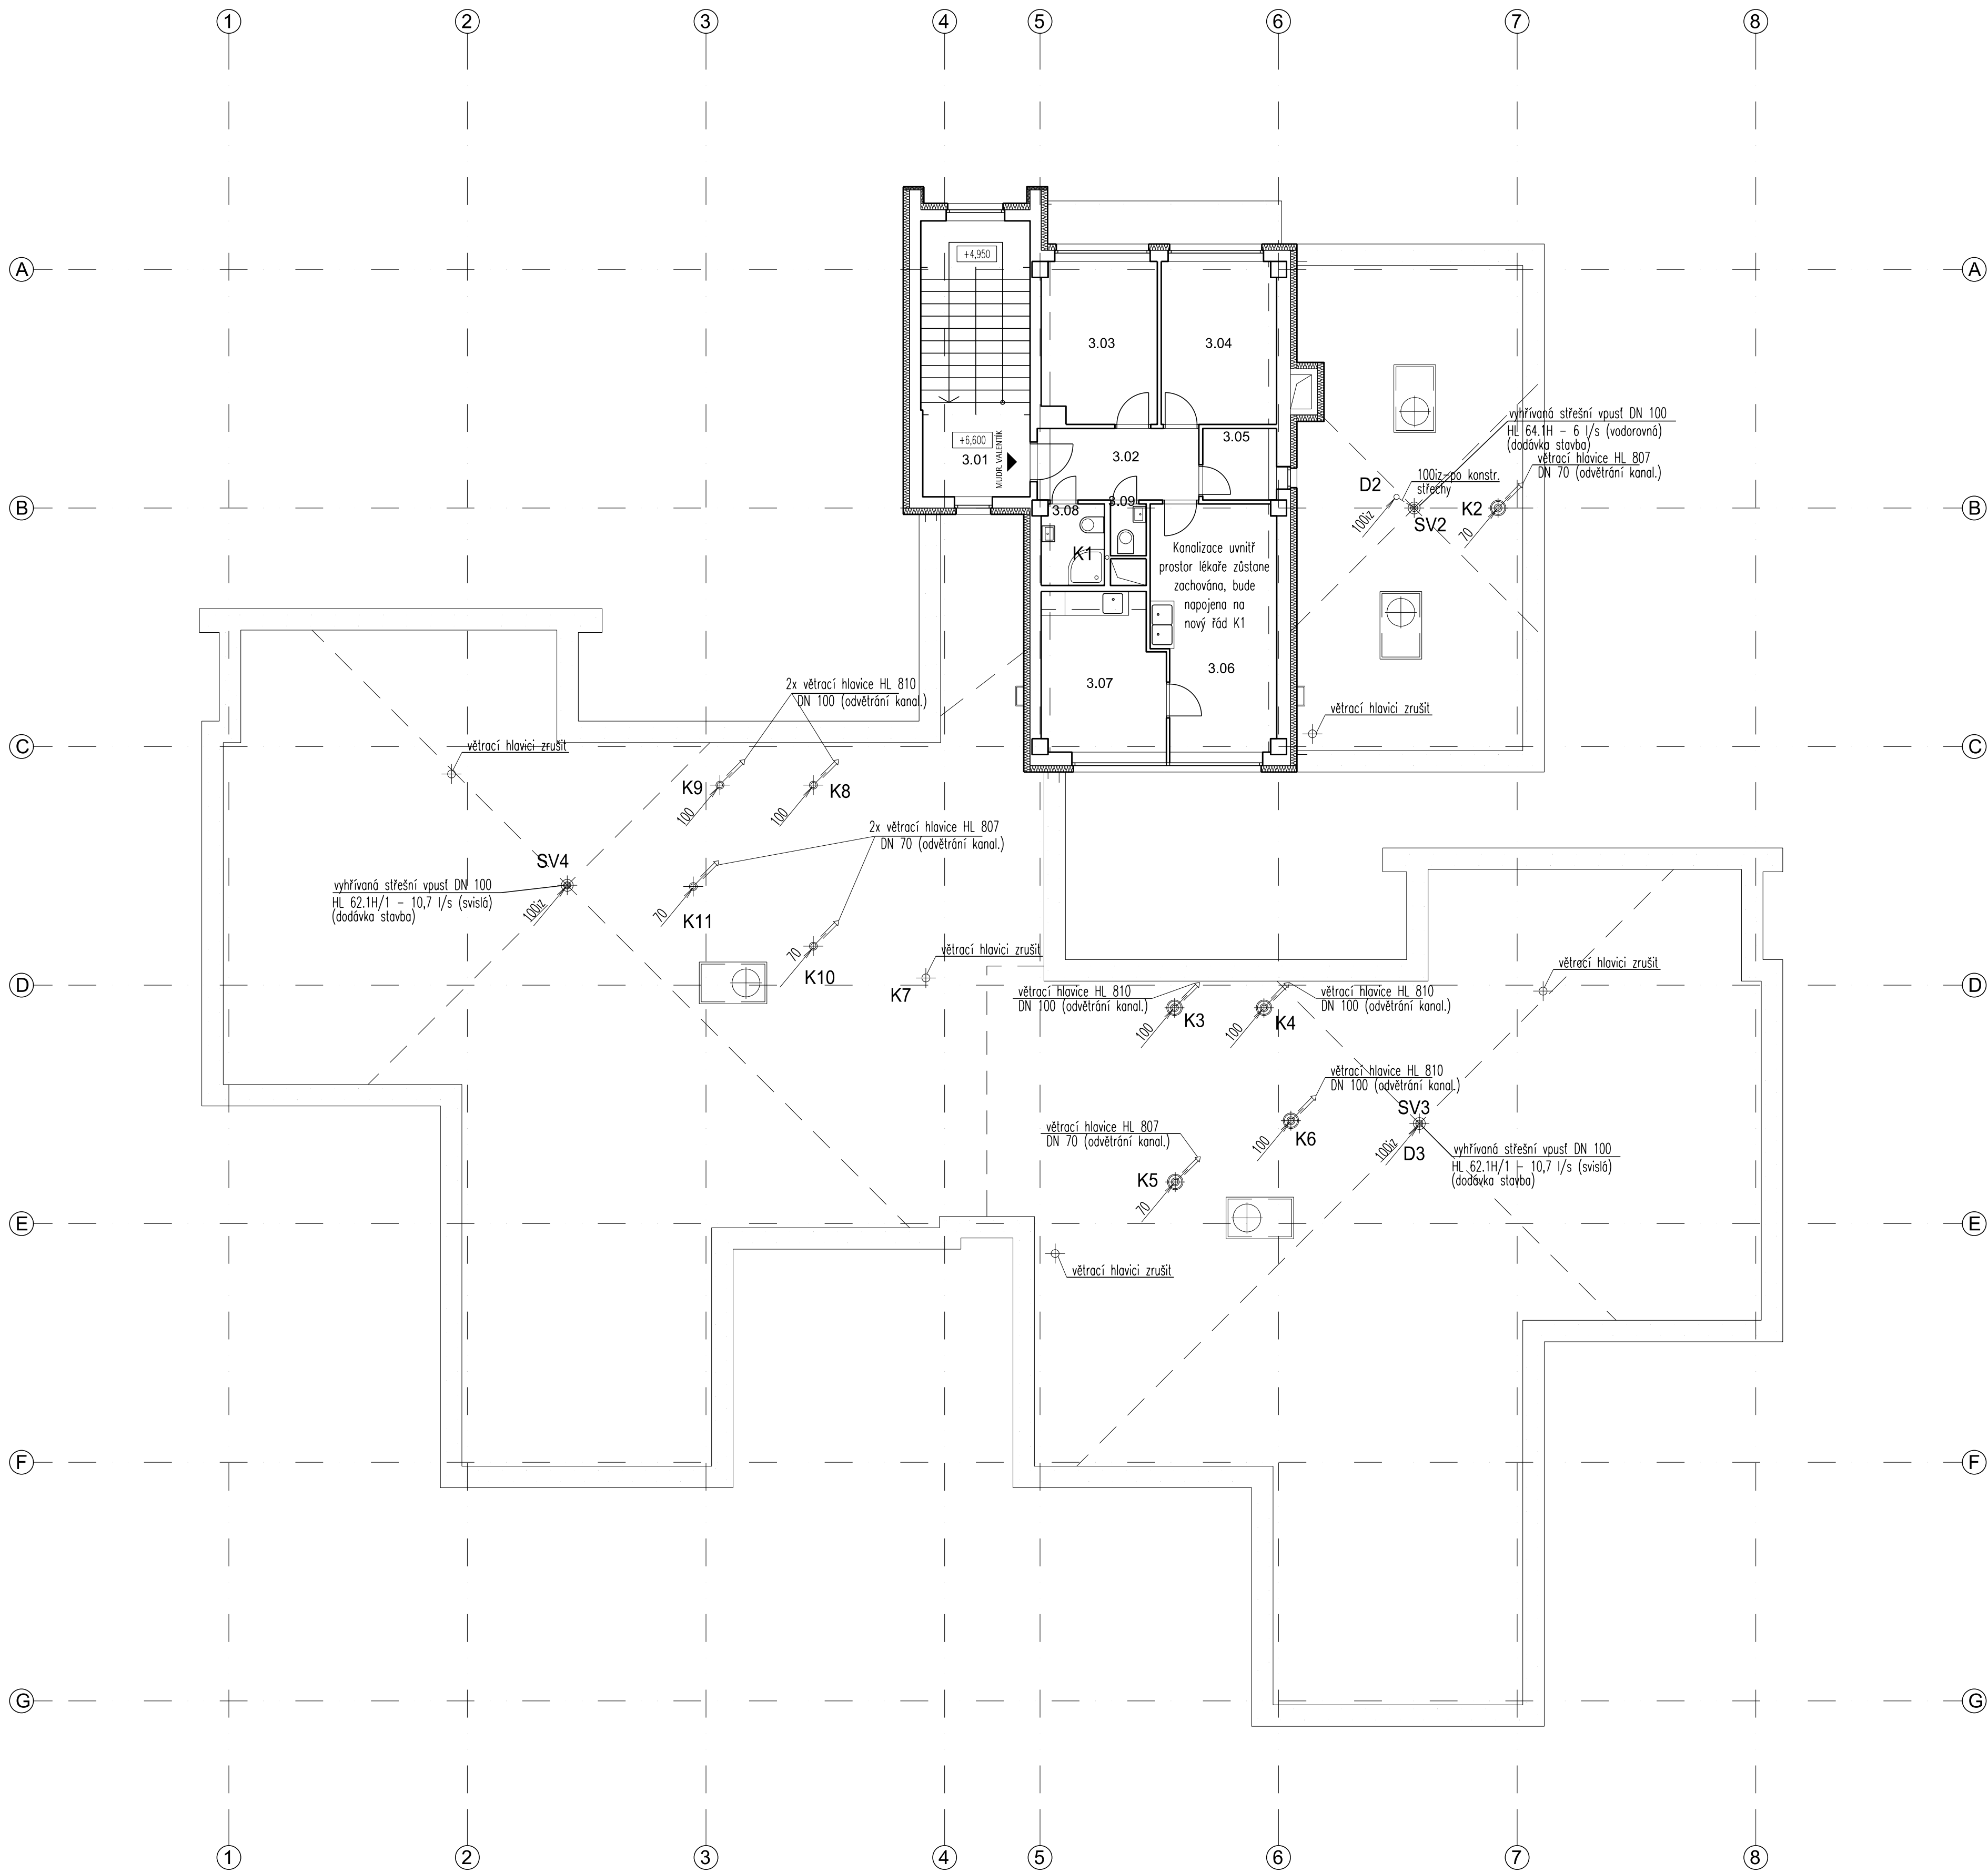 1 2 3 4 5 6 7 8
A A
+4,950
3.03
3.04
+6,600
3.01
MUDR. VALENTÍK
3.02
3.05
vyhřívaná střešní vpusť DN 100
HL 64.1H - 6 l/s (vodorovná)
(dodávka stavba)
větrací hlavice HL 807
DN 70 (odvětrání kanal.)
100iz-po konstr.
střechy
D2
100iz
SV2
K2
70
B B
3.08
3.09
K1
Kanalizace uvnitř
prostor lékaře zůstane
zachována, bude
napojena na
nový řád K1
3.06
3.07
2x větrací hlavice HL 810
DN 100 (odvětrání kanal.)
větrací hlavici zrušit
větrací hlavici zrušit
C C
K9
100
K8
100
2x větrací hlavice HL 807
DN 70 (odvětrání kanal.)
SV4
vyhřívaná střešní vpusť DN 100
HL 62.1H/1 - 10,7 l/s (svislá)
(dodávka stavba)
100iz
70
K11
70
K10
větrací hlavici zrušit
K7
větrací hlavici zrušit
D D
větrací hlavice HL 810
DN 100 (odvětrání kanal.)
K3
100
větrací hlavice HL 810
DN 100 (odvětrání kanal.)
K4
100
větrací hlavice HL 810
DN 100 (odvětrání kanal.)
K6
100
SV3
100iz
D3
vyhřívaná střešní vpusť DN 100
HL 62.1H/1 - 10,7 l/s (svislá)
(dodávka stavba)
větrací hlavice HL 807
DN 70 (odvětrání kanal.)
K5
70
E E
větrací hlavici zrušit
F F
G G
1 2 3 4 5 6 7 8